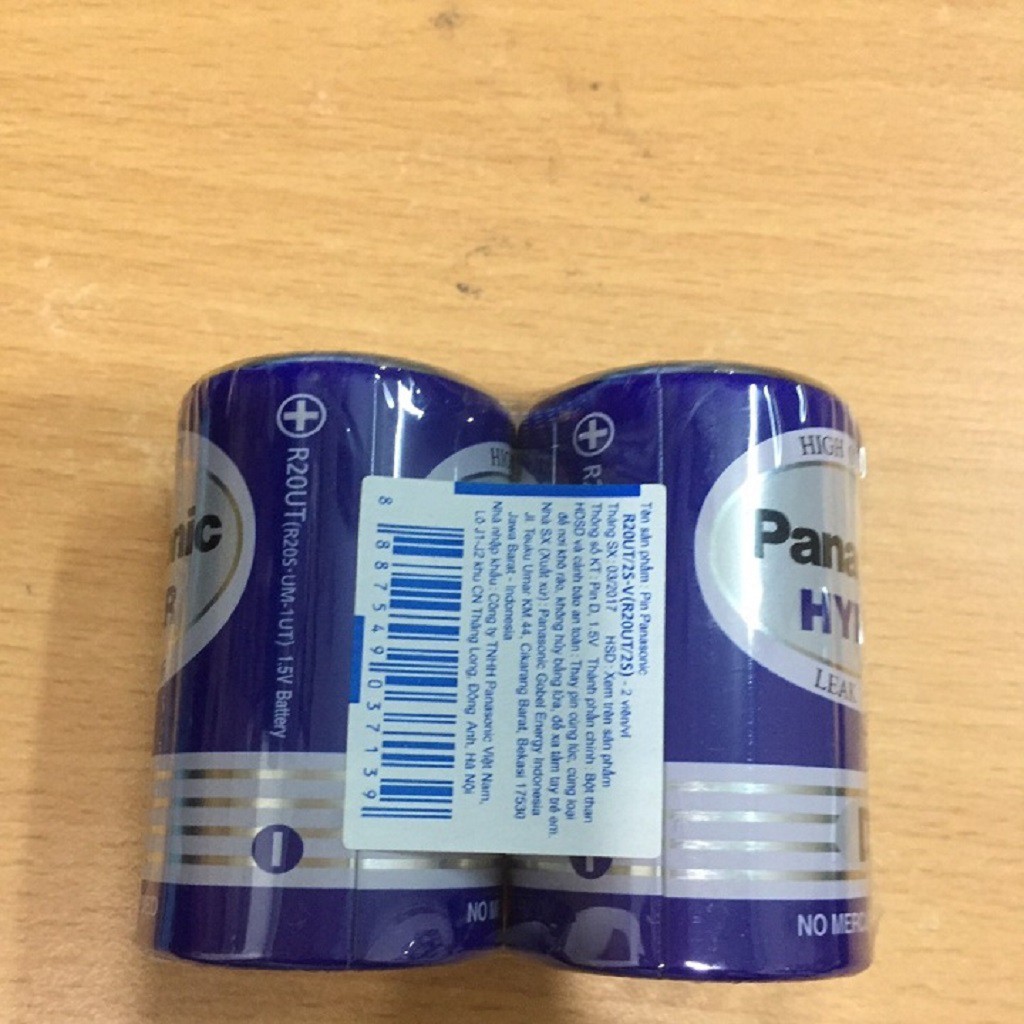 nic
R
R20UT(R20S·UM-1UT) 1.5V Battery
NO M
Tên sản phẩm : Pin Panasonic
R20UT/2S-V(R20UT/2S) - 2 viên/vỉ
Tháng SX : 03/2017 HSD : Xem trên sản phẩm
Thông số KT : Pin D, 1.5V Thành phần chính : Bột than
HDSD và cảnh báo an toàn : Thay pin cùng lúc, cùng loại
để nơi khô ráo, không hủy bằng lửa, để xa tầm tay trẻ em.
Nhà SX (Xuất xứ) : Panasonic Gobel Energy Indonesia
Jl. Teuku Umar KM 44, Cikarang Barat, Bekasi 17530
Jawa Barat - Indonesia
Nhà nhập khẩu : Công ty TNHH Panasonic Việt Nam,
Lô J1-J2 khu CN Thăng Long, Đông Anh, Hà Nội
8 887549 037139
HIGH
Pana
HY
LEAK
NO MERC